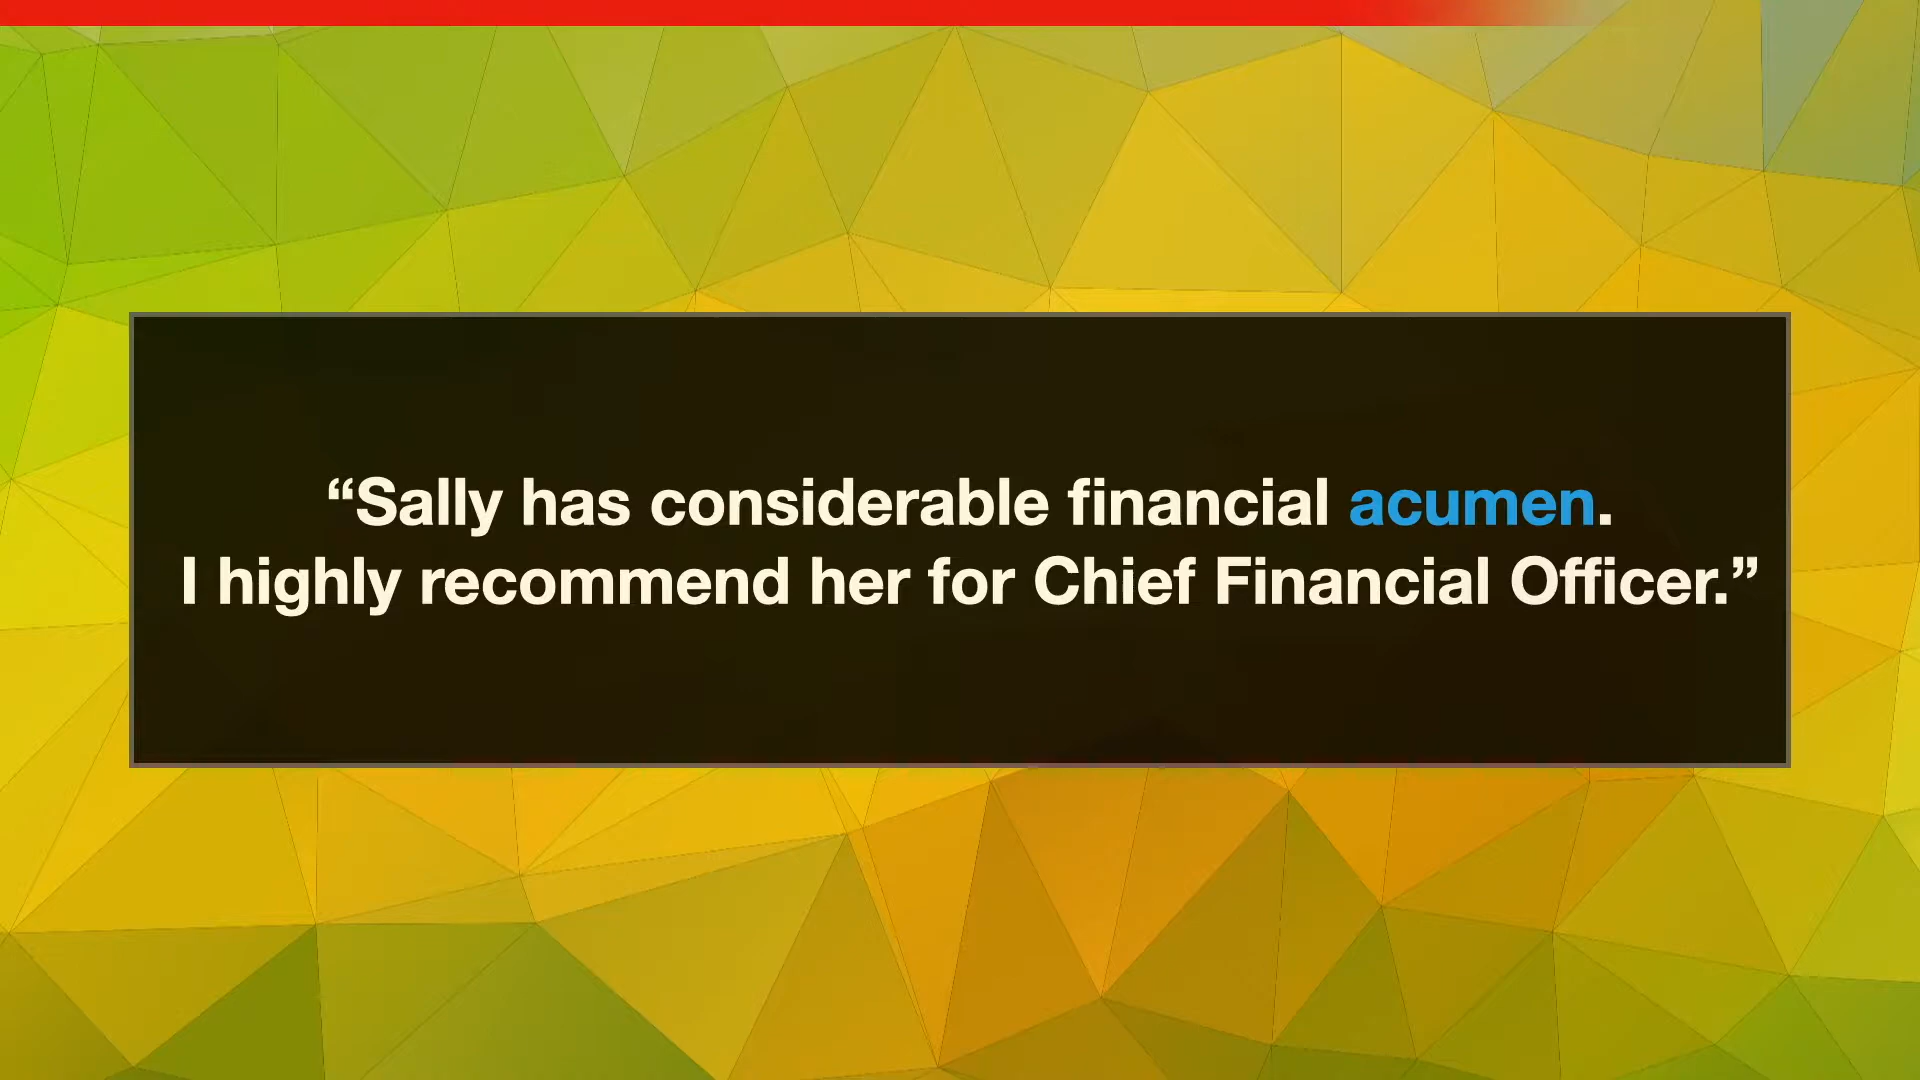 “Sally has considerable financial acumen.
I highly recommend her for Chief Financial Officer.”